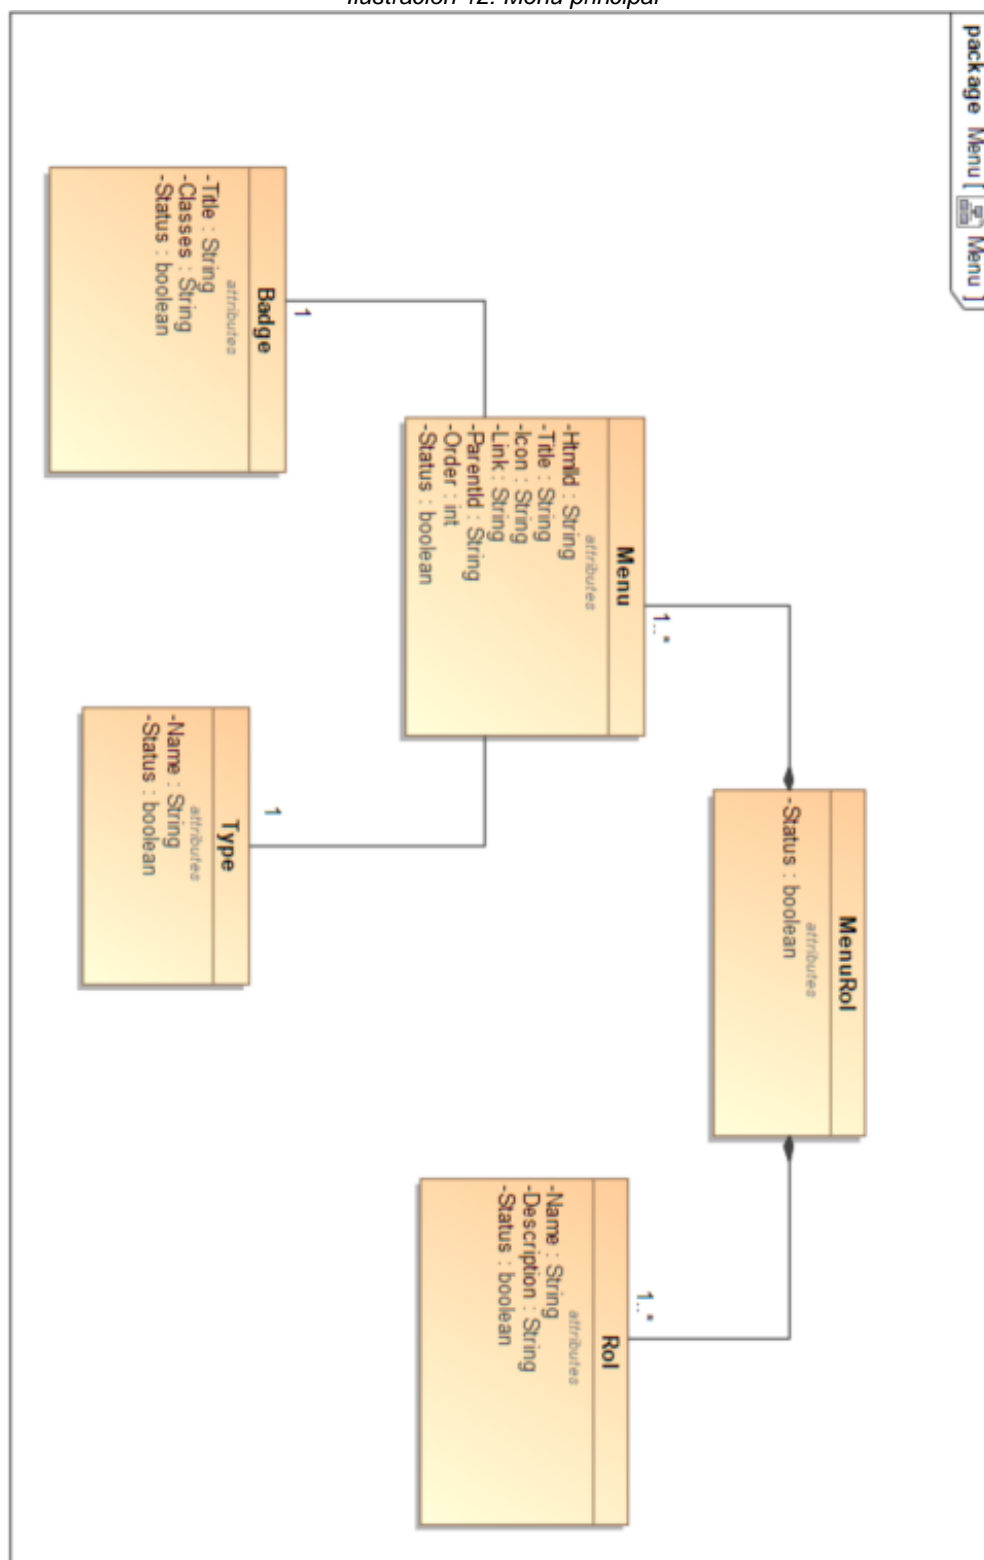 Ilustración 42. Menú principal
package Menu [ Menu ]
MenuRol
attributes
-Status : boolean
Menu
attributes
-HtmlId : String
-Title : String
-Icon : String
-Link : String
-ParentId : String
-Order : int
-Status : boolean
1..*
Rol
attributes
-Name : String
-Description : String
-Status : boolean
1..*
Badge
attributes
-Title : String
-Classes : String
-Status : boolean
1
Type
attributes
-Name : String
-Status : boolean
1